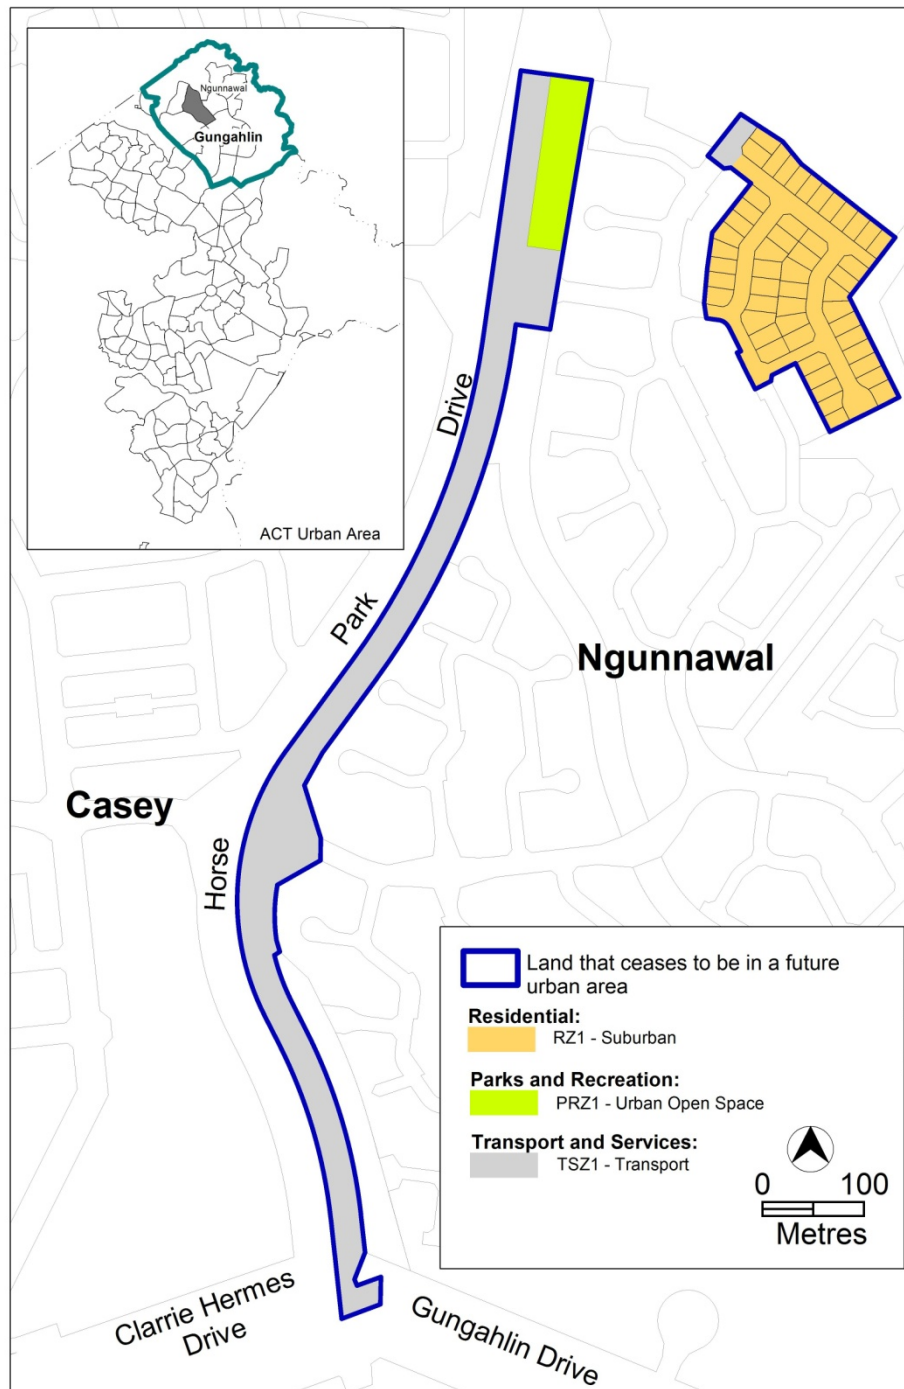 Ngunnawal
Gungahlin
ACT Urban Area
Drive
Park
Ngunnawal
Casey
Horse
Land that ceases to be in a future
urban area
Residential:
RZ1 - Suburban
Parks and Recreation:
PRZ1 - Urban Open Space
Transport and Services:
TSZ1 - Transport
0 100
Metres
Clarrie Hermes
Drive
Gungahlin Drive